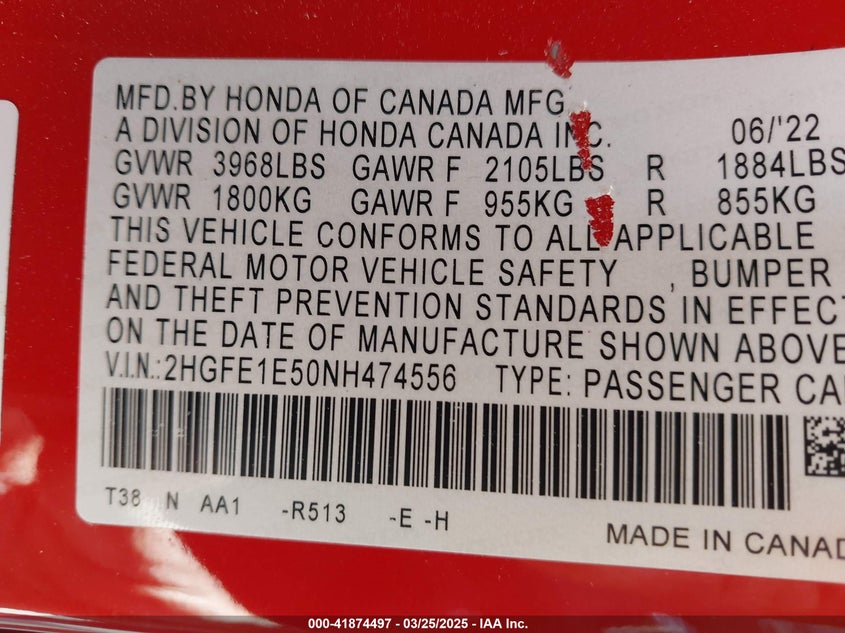 MFD.BY HONDA OF CANADA MFG.
A DIVISION OF HONDA CANADA INC. 06/'22
GVWR 3968LBS GAWR F 2105LBS R 1884LBS
GVWR 1800KG GAWR F 955KG R 855KG
THIS VEHICLE CONFORMS TO ALL APPLICABLE
FEDERAL MOTOR VEHICLE SAFETY , BUMPER
AND THEFT PREVENTION STANDARDS IN EFFECT
ON THE DATE OF MANUFACTURE SHOWN ABOVE
V.I.N.:2HGFE1E50NH474556 TYPE: PASSENGER CA
T38 N AA1 -R513 -E -H
MADE IN CANAD
000-41874497 - 03/25/2025 - IAA Inc.